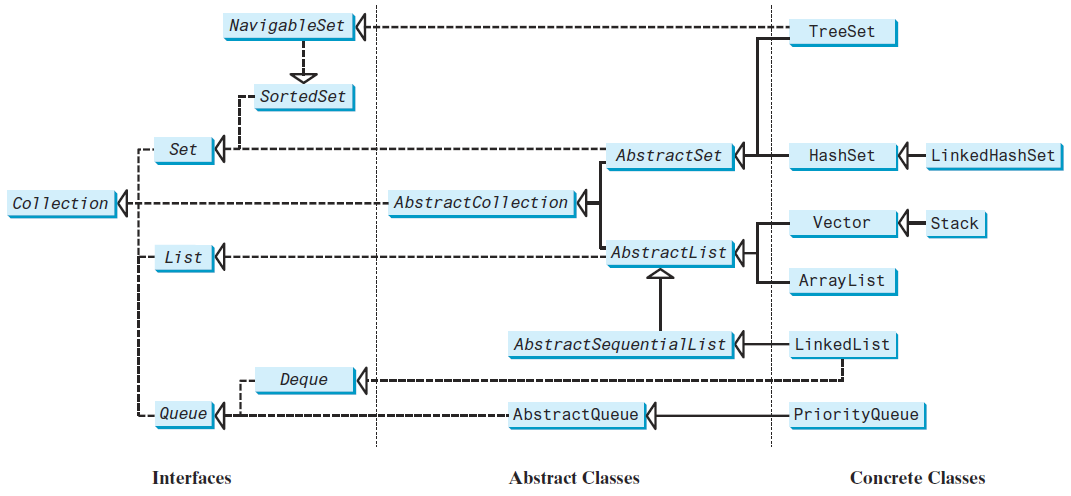 NavigableSet
TreeSet
SortedSet
Set
AbstractSet
HashSet
LinkedHashSet
Collection
AbstractCollection
Vector
Stack
List
AbstractList
ArrayList
AbstractSequentialList
LinkedList
Deque
Queue
AbstractQueue
PriorityQueue
Interfaces
Abstract Classes
Concrete Classes